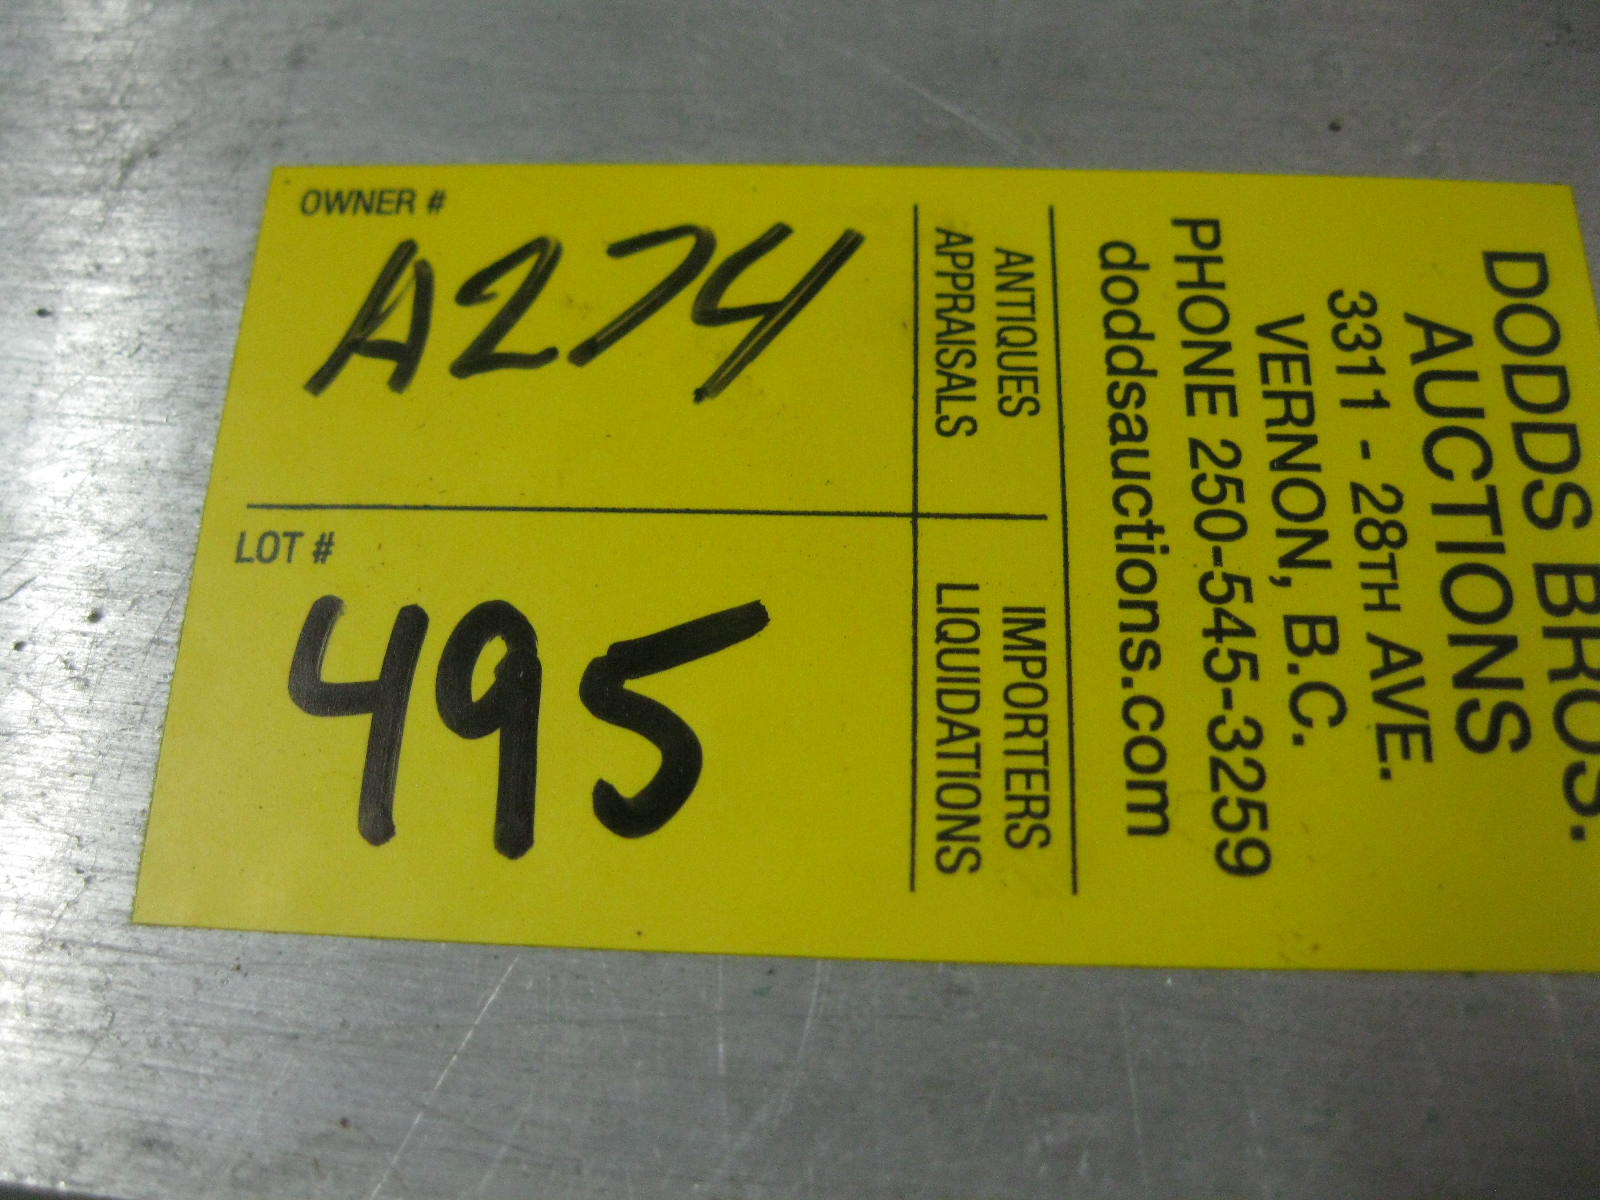 OWNER #
A274
LOT #
495
DODDS BROS.
AUCTIONS
3311 - 28TH AVE.
VERNON, B.C.
PHONE 250-545-3259
doddsauctions.com
ANTIQUES
APPRAISALS
IMPORTERS
LIQUIDATIONS